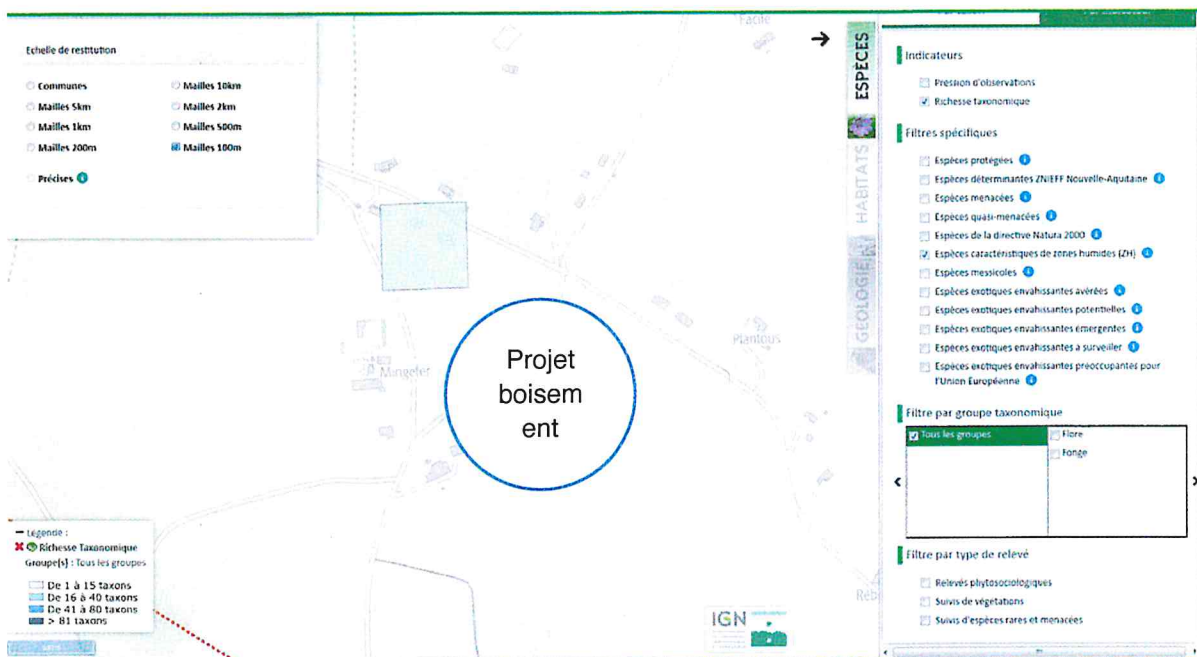 Echelle de restitution
Communes
Mailles 10km
Mailles 5km
Mailles 2km
Mailles 1km
Mailles 500m
Mailles 200m
Mailles 100m
Précises
Facile
Mingeter
Plantous
Projet
boisem
ent
Légende :
Richesse Taxonomique
Groupe(s) : Tous les groupes
De 1 à 15 taxons
De 16 à 40 taxons
De 41 à 80 taxons
> 81 taxons
IGN
ESPÈCES
HABITATS
GÉOLOGIE
Indicateurs
Pression d'observations
Richesse taxonomique
Filtres spécifiques
Espèces protégées
Espèces déterminantes ZNIEFF Nouvelle-Aquitaine
Espèces menacées
Espèces quasi-menacées
Espèces de la directive Natura 2000
Espèces caractéristiques de zones humides (ZH)
Espèces messicoles
Espèces exotiques envahissantes avérées
Espèces exotiques envahissantes potentielles
Espèces exotiques envahissantes émergentes
Espèces exotiques envahissantes à surveiller
Espèces exotiques envahissantes préoccupantes pour
l'Union Européenne
Filtre par groupe taxonomique
Tous les groupes
Flore
Fonge
Filtre par type de relevé
Relevés phytosociologiques
Suivis de végétations
Suivis d'espèces rares et menacées